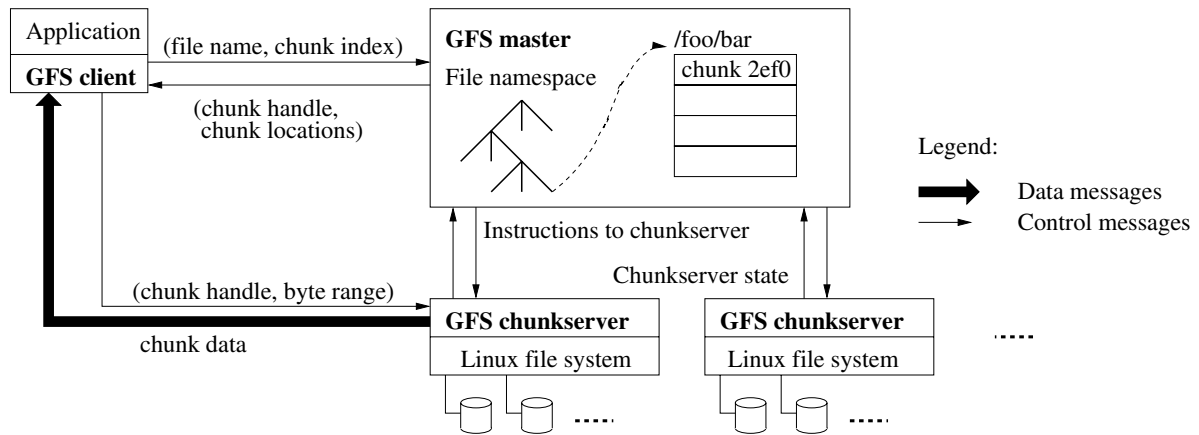 Application
GFS client
(file name, chunk index)
(chunk handle,
chunk locations)
GFS master
File namespace
/foo/bar
chunk 2ef0
Legend:
Data messages
Control messages
Instructions to chunkserver
Chunkserver state
(chunk handle, byte range)
chunk data
GFS chunkserver
Linux file system
GFS chunkserver
Linux file system